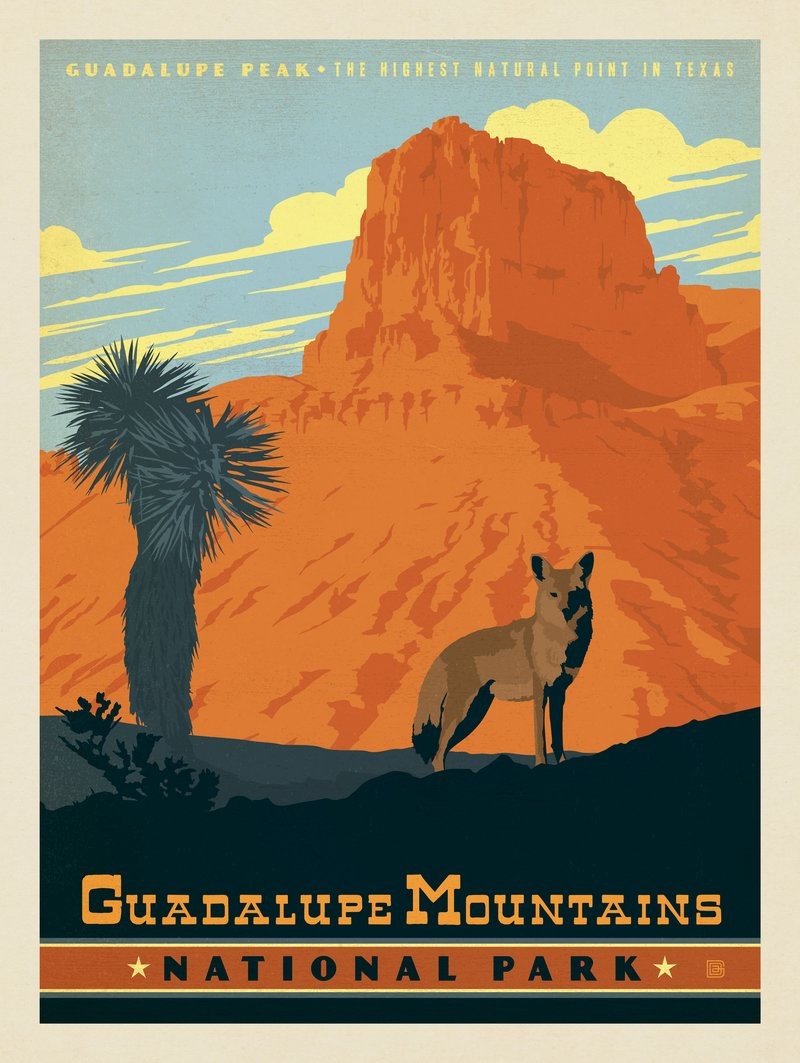 GUADALUPE PEAK • THE HIGHEST NATURAL POINT IN TEXAS
GUADALUPE MOUNTAINS
★ NATIONAL PARK ★